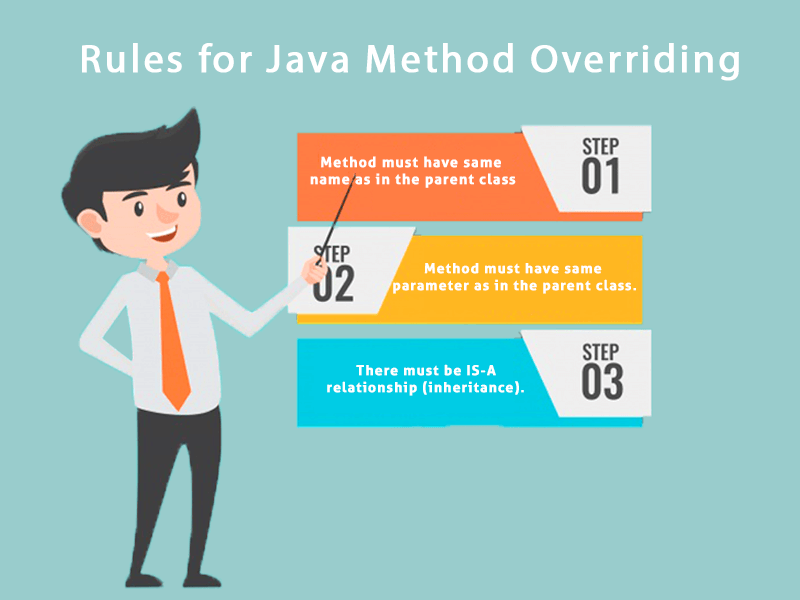 Rules for Java Method Overriding
Method must have same
name as in the parent class
STEP
01
STEP
02
Method must have same
parameter as in the parent class.
There must be IS-A
relationship (inheritance).
STEP
03